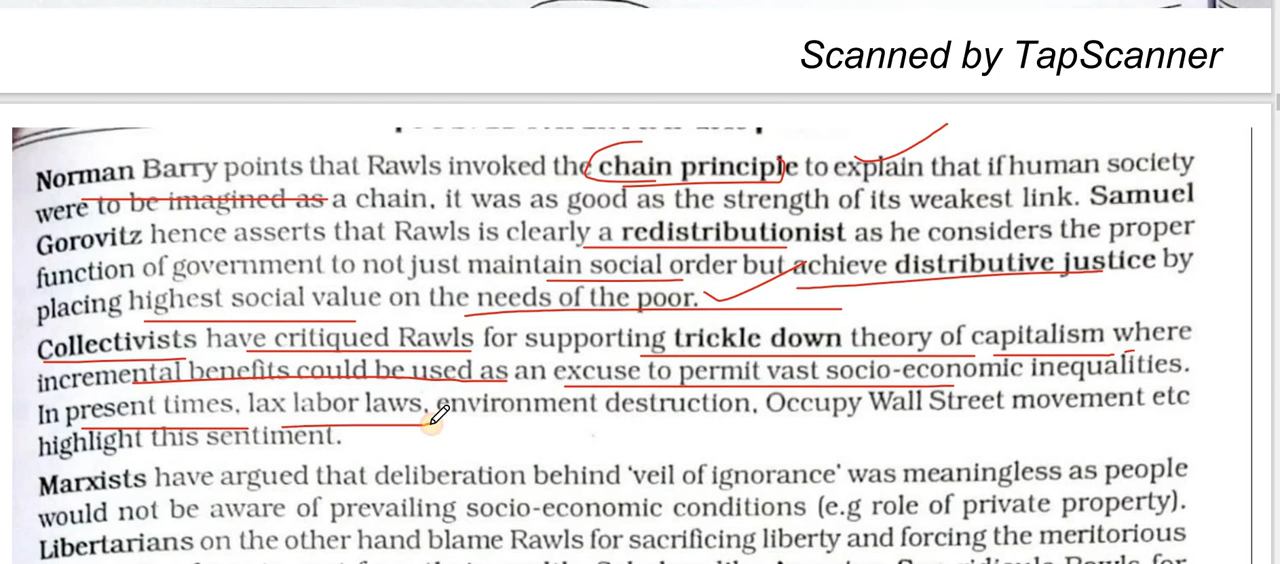 Scanned by TapScanner
Norman Barry points that Rawls invoked the chain principle to explain that if human society
were to be imagined as a chain, it was as good as the strength of its weakest link. Samuel
Gorovitz hence asserts that Rawls is clearly a redistributionist as he considers the proper
function of government to not just maintain social order but achieve distributive justice by
placing highest social value on the needs of the poor.
Collectivists have critiqued Rawls for supporting trickle down theory of capitalism where
incremental benefits could be used as an excuse to permit vast socio-economic inequalities.
In present times, lax labor laws, environment destruction, Occupy Wall Street movement etc
highlight this sentiment.
Marxists have argued that deliberation behind 'veil of ignorance' was meaningless as people
would not be aware of prevailing socio-economic conditions (e.g role of private property).
Libertarians on the other hand blame Rawls for sacrificing liberty and forcing the meritorious